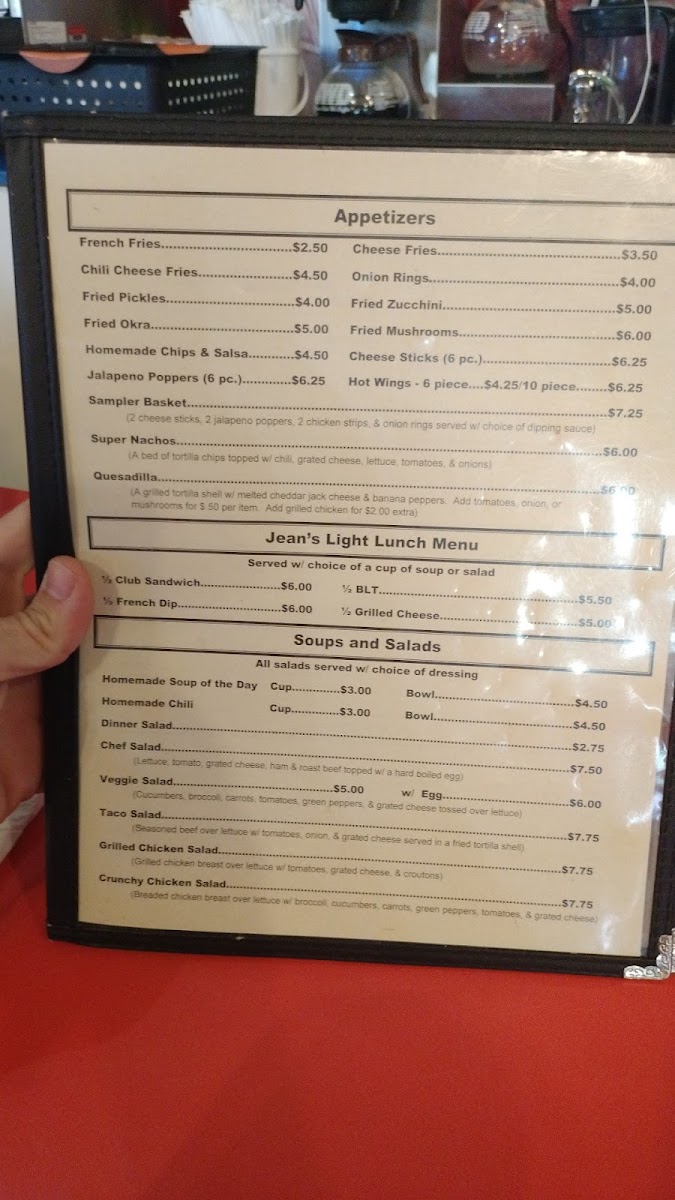 Appetizers
French Fries................................$2.50 Cheese Fries............................................$3.50
Chili Cheese Fries.......................$4.50 Onion Rings..............................................$4.00
Fried Pickles...............................$4.00 Fried Zucchini..........................................$5.00
Fried Okra...................................$5.00 Fried Mushrooms.....................................$6.00
Homemade Chips & Salsa...........$4.50 Cheese Sticks (6 pc.)...............................$6.25
Jalapeno Poppers (6 pc.)............$6.25 Hot Wings - 6 piece....$4.25/10 piece........$6.25
Sampler Basket.....................................................................................................$7.25
(2 cheese sticks, 2 jalapeno poppers, 2 chicken strips, & onion rings served w/ choice of dipping sauce)
Super Nachos.......................................................................................................$6.00
(A bed of tortilla chips topped w/ chili, grated cheese, lettuce, tomatoes, & onions)
Quesadilla............................................................................................................$6.00
(A grilled tortilla shell w/ melted cheddar jack cheese & banana peppers. Add tomatoes, onion, or
mushrooms for $.50 per item. Add grilled chicken for $2.00 extra)
Jean's Light Lunch Menu
Served w/ choice of a cup of soup or salad
½ Club Sandwich...................$6.00 ½ BLT..................................................$5.50
½ French Dip.........................$6.00 ½ Grilled Cheese...................................$5.00
Soups and Salads
All salads served w/ choice of dressing
Homemade Soup of the Day Cup............$3.00 Bowl..........................................$4.50
Homemade Chili Cup............$3.00 Bowl..........................................$4.50
Dinner Salad....................................................................................................$2.75
Chef Salad.......................................................................................................$7.50
(Lettuce, tomato, grated cheese, ham & roast beef topped w/ a hard boiled egg)
Veggie Salad.......................................$5.00 w/ Egg...............................$6.00
(Cucumbers, broccoli, carrots, tomatoes, green peppers, & grated cheese tossed over lettuce)
Taco Salad.......................................................................................................$7.75
(Seasoned beef over lettuce w/ tomatoes, onion, & grated cheese served in a fried tortilla shell)
Grilled Chicken Salad......................................................................................$7.75
(Grilled chicken breast over lettuce w/ tomatoes, grated cheese, & croutons)
Crunchy Chicken Salad....................................................................................$7.75
(Breaded chicken breast over lettuce w/ broccoli, cucumbers, carrots, green peppers, tomatoes, & grated cheese)